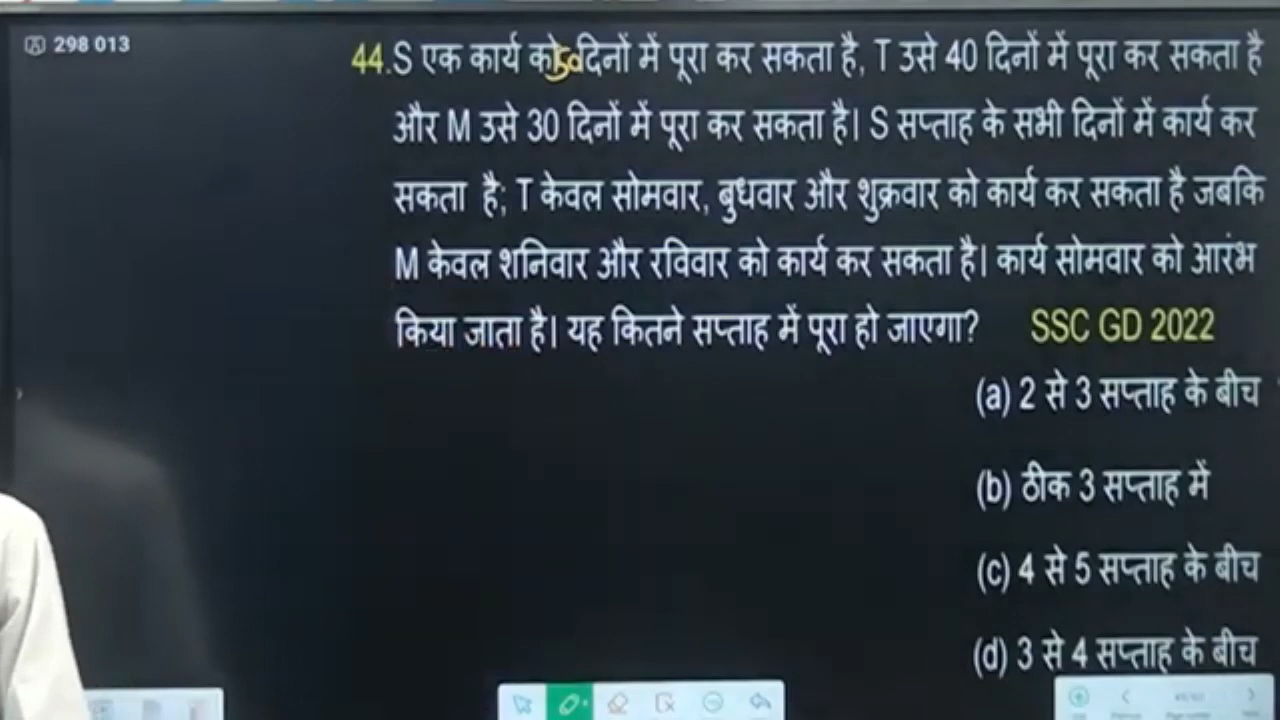 298 013
44.S एक कार्य को 50 दिनों में पूरा कर सकता है, T उसे 40 दिनों में पूरा कर सकता है
और M उसे 30 दिनों में पूरा कर सकता है। S सप्ताह के सभी दिनों में कार्य कर
सकता है; T केवल सोमवार, बुधवार और शुक्रवार को कार्य कर सकता है जबकि
M केवल शनिवार और रविवार को कार्य कर सकता है। कार्य सोमवार को आरंभ
किया जाता है। यह कितने सप्ताह में पूरा हो जाएगा? SSC GD 2022
(a) 2 से 3 सप्ताह के बीच
(b) ठीक 3 सप्ताह में
(c) 4 से 5 सप्ताह के बीच
(d) 3 से 4 सप्ताह के बीच